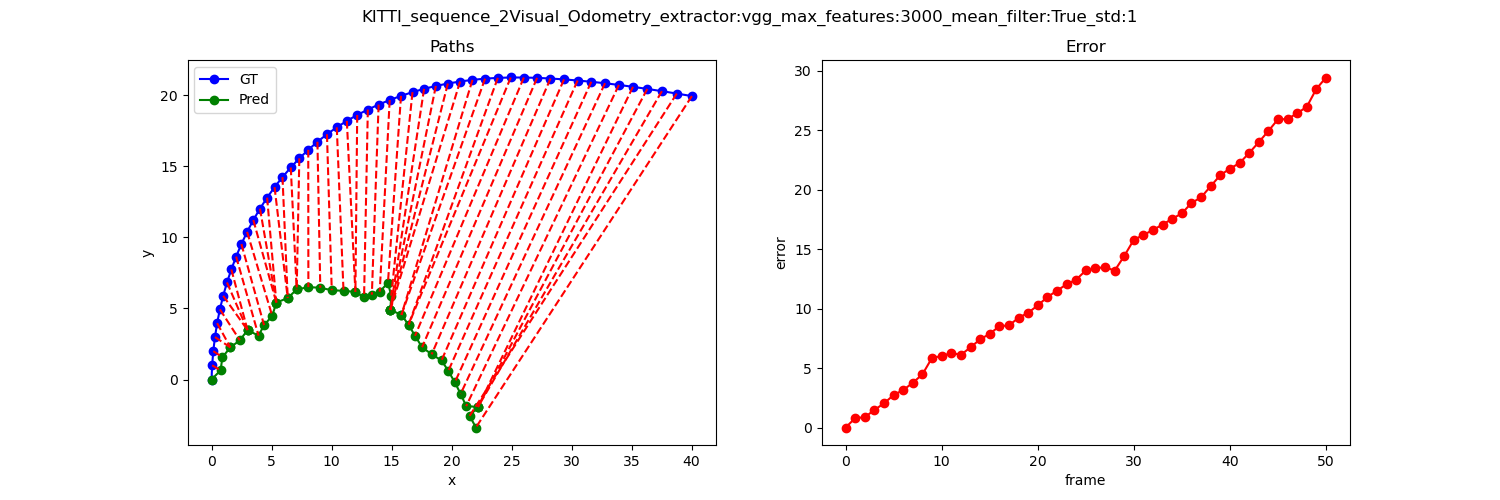 KITTI_sequence_2Visual_Odometry_extractor:vgg_max_features:3000_mean_filter:True_std:1
Paths
GT
Pred
20
15
10
5
0
y
0 5 10 15 20 25 30 35 40
x
Error
30
25
20
15
10
5
0
error
0 10 20 30 40 50
frame